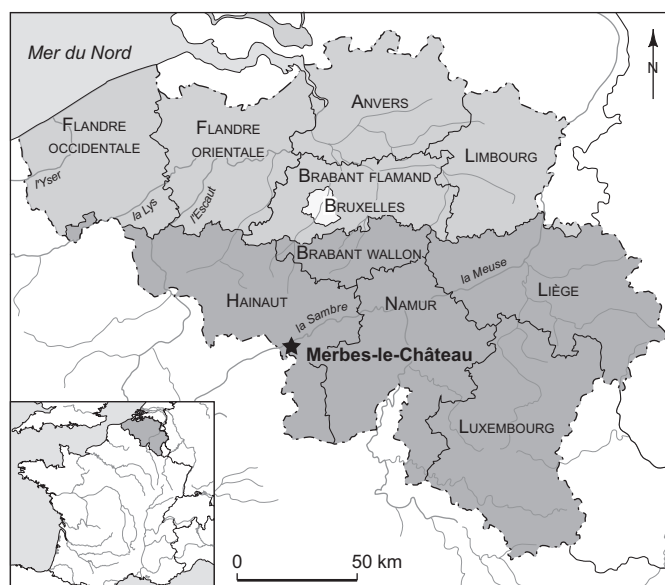 Mer du Nord
N
ANVERS
FLANDRE
OCCIDENTALE
FLANDRE
ORIENTALE
LIMBOURG
BRABANT FLAMAND
l'Yser
la Lys
l'Escaut
BRUXELLES
BRABANT WALLON
la Meuse
HAINAUT
NAMUR
LIÈGE
la Sambre
Merbes-le-Château
LUXEMBOURG
0
50 km